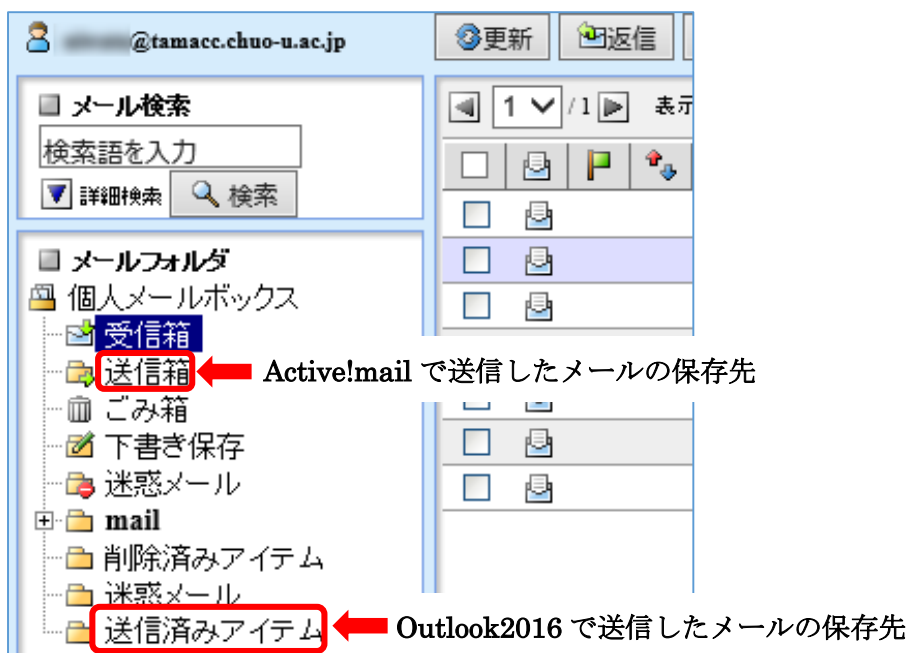 @tamacc.chuo-u.ac.jp
更新 返信
メール検索
検索語を入力
詳細検索 検索
1 /1 表示
メールフォルダ
個人メールボックス
受信箱
送信箱 Active!mail で送信したメールの保存先
ごみ箱
下書き保存
迷惑メール
mail
削除済みアイテム
迷惑メール
送信済みアイテム Outlook2016 で送信したメールの保存先